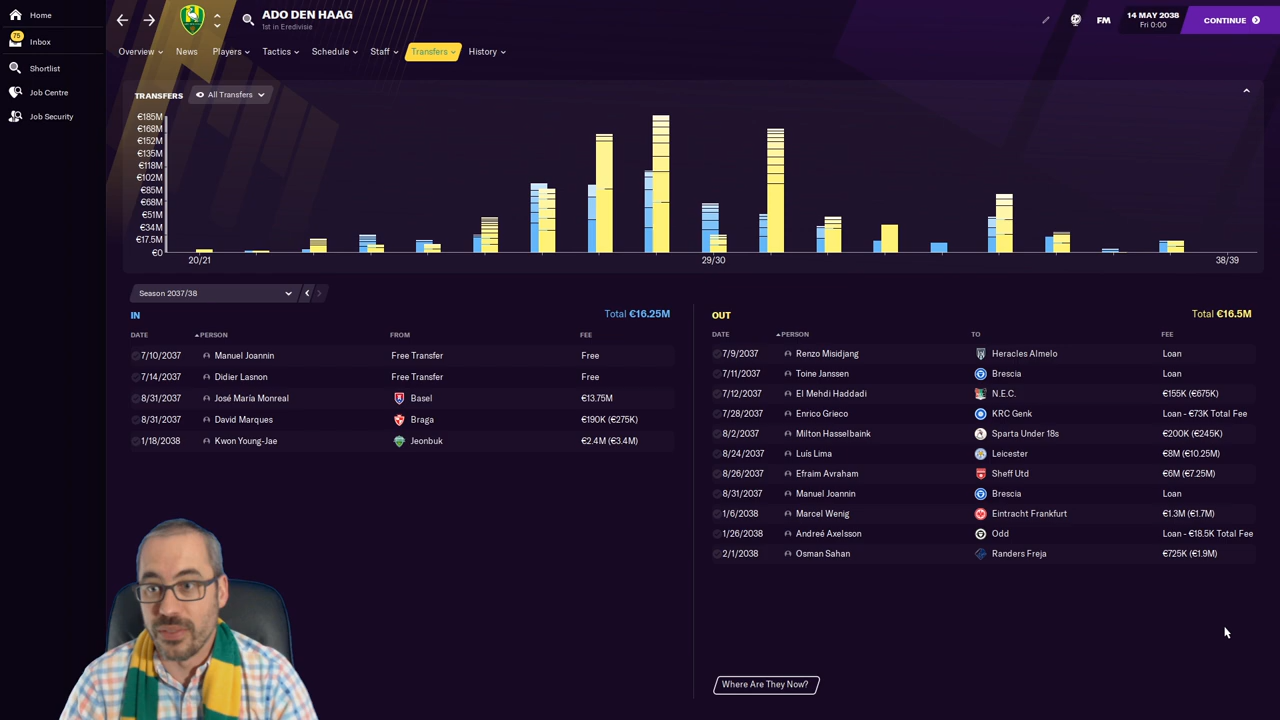 Home
75
Inbox
Shortlist
Job Centre
Job Security
ADO DEN HAAG
1st in Eredivisie
FM
14 MAY 2038
Fri 0:00
CONTINUE
Overview News Players Tactics Schedule Staff Transfers History
TRANSFERS All Transfers
€185M
€168M
€152M
€135M
€118M
€102M
€85M
€68M
€51M
€34M
€17.5M
€0
20/21 29/30 38/39
Season 2037/38
IN Total €16.25M
DATE PERSON FROM FEE
7/10/2037 Manuel Joannin Free Transfer Free
7/14/2037 Didier Lasnon Free Transfer Free
8/31/2037 José María Monreal Basel €13.75M
8/31/2037 David Marques Braga €190K (€275K)
1/18/2038 Kwon Young-Jae Jeonbuk €2.4M (€3.4M)
OUT Total €16.5M
DATE PERSON TO FEE
7/9/2037 Renzo Misidjang Heracles Almelo Loan
7/11/2037 Toine Janssen Brescia Loan
7/12/2037 El Mehdi Haddadi N.E.C. €155K (€675K)
7/28/2037 Enrico Grieco KRC Genk Loan - €73K Total Fee
8/2/2037 Milton Hasselbaink Sparta Under 18s €200K (€245K)
8/24/2037 Luís Lima Leicester €8M (€10.25M)
8/26/2037 Efraim Avraham Sheff Utd €6M (€7.25M)
8/31/2037 Manuel Joannin Brescia Loan
1/6/2038 Marcel Wenig Eintracht Frankfurt €1.3M (€1.7M)
1/26/2038 Andreé Axelsson Odd Loan - €18.5K Total Fee
2/1/2038 Osman Sahan Randers Freja €725K (€1.9M)
Where Are They Now?